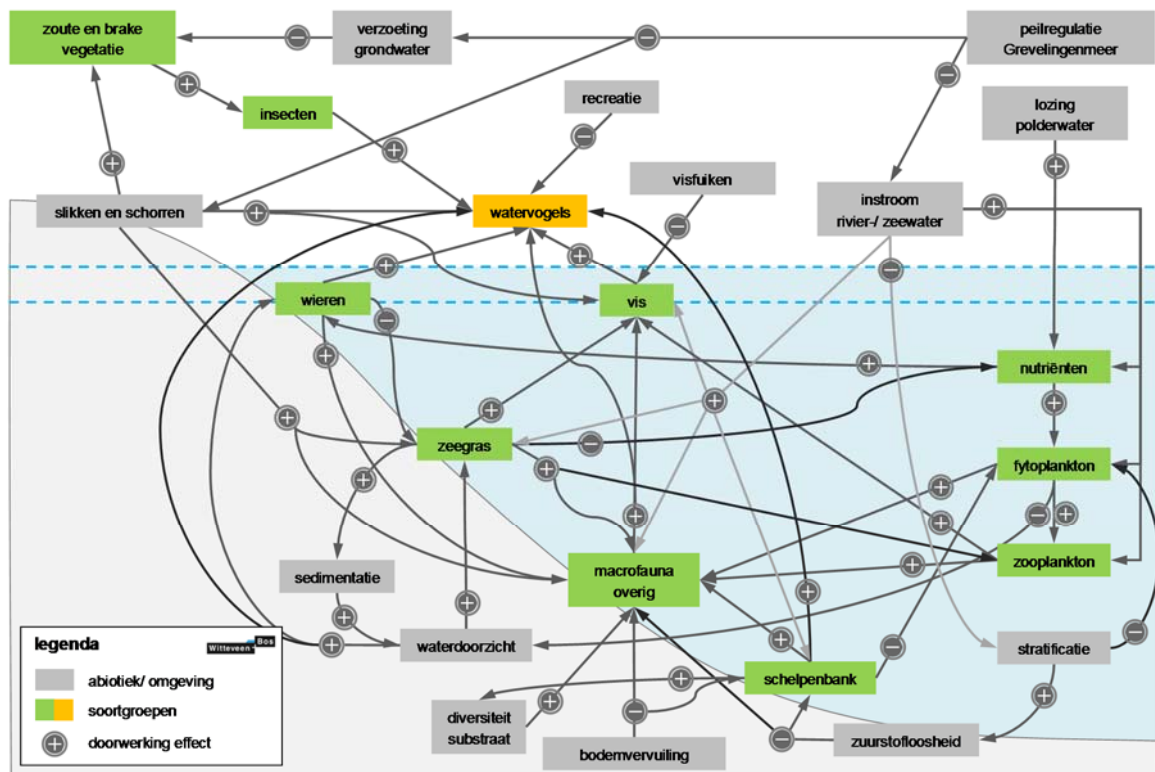 zoute en brake
vegetatie
verzoeting
grondwater
peilregulatie
Grevelingenmeer
insecten
recreatie
lozing
polderwater
visfuiken
slikken en schorren
watervogels
instroom
rivier-/ zeewater
wieren
vis
nutriënten
zeegras
fytoplankton
zooplankton
sedimentatie
macrofauna
overig
waterdoorzicht
stratificatie
schelpenbank
diversiteit
substraat
bodemvervuiling
zuurstofloosheid
legenda
Witteveen + Bos
abiotiek/ omgeving
soortgroepen
doorwerking effect